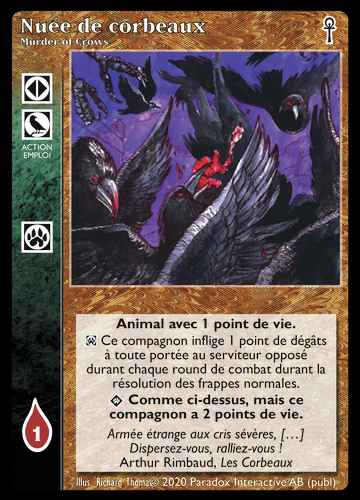 Nuée de corbeaux
Murder of Crows
ACTION
EMPLOI
Animal avec 1 point de vie.
Ce compagnon inflige 1 point de dégâts
à toute portée au serviteur opposé
durant chaque round de combat durant la
résolution des frappes normales.
Comme ci-dessus, mais ce
compagnon a 2 points de vie.
Armée étrange aux cris sévères, […]
Dispersez-vous, ralliez-vous !
Arthur Rimbaud, Les Corbeaux
1
Illus. Richard Thomas © 2020 Paradox Interactive AB (publ)